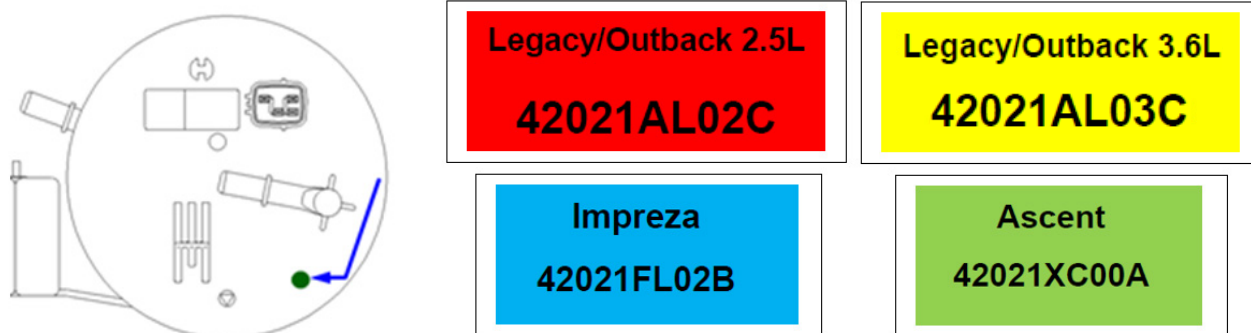 Legacy/Outback 2.5L
42021AL02C
Legacy/Outback 3.6L
42021AL03C
Impreza
42021FL02B
Ascent
42021XC00A